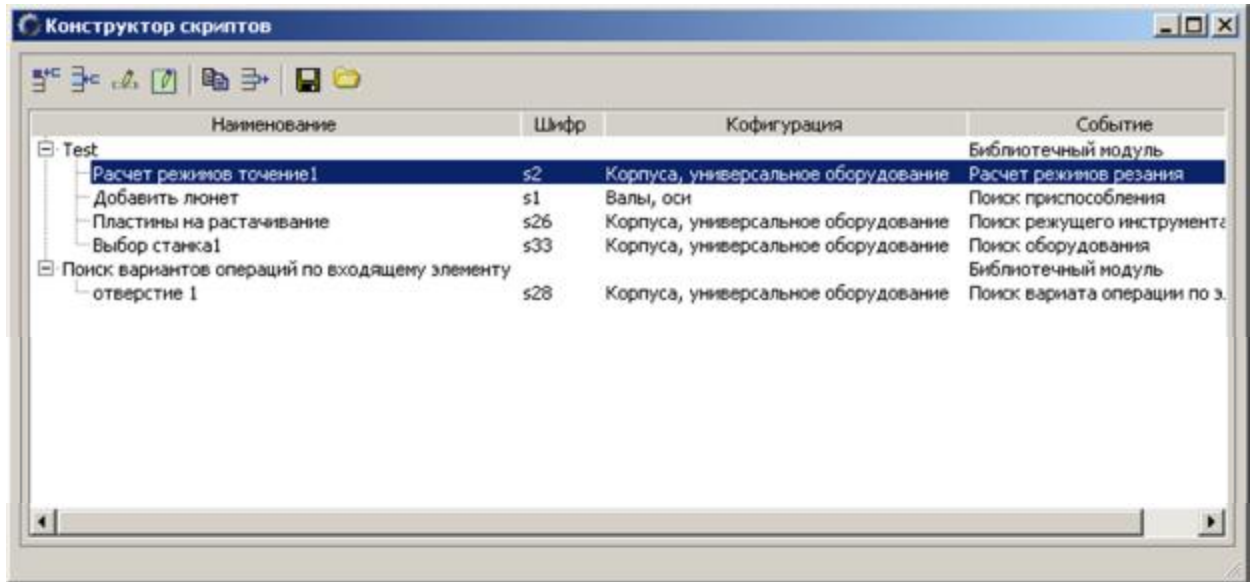 Конструктор скриптов
Наименование Шифр Кофигурация Событие
Test Библиотечный модуль
Расчет режимов точение1 s2 Корпуса, универсальное оборудование Расчет режимов резания
Добавить люнет s1 Валы, оси Поиск приспособления
Пластины на растачивание s26 Корпуса, универсальное оборудование Поиск режущего инструмента
Выбор станка1 s33 Корпуса, универсальное оборудование Поиск оборудования
Поиск вариантов операций по входящему элементу Библиотечный модуль
отверстие 1 s28 Корпуса, универсальное оборудование Поиск вариата операции по э.